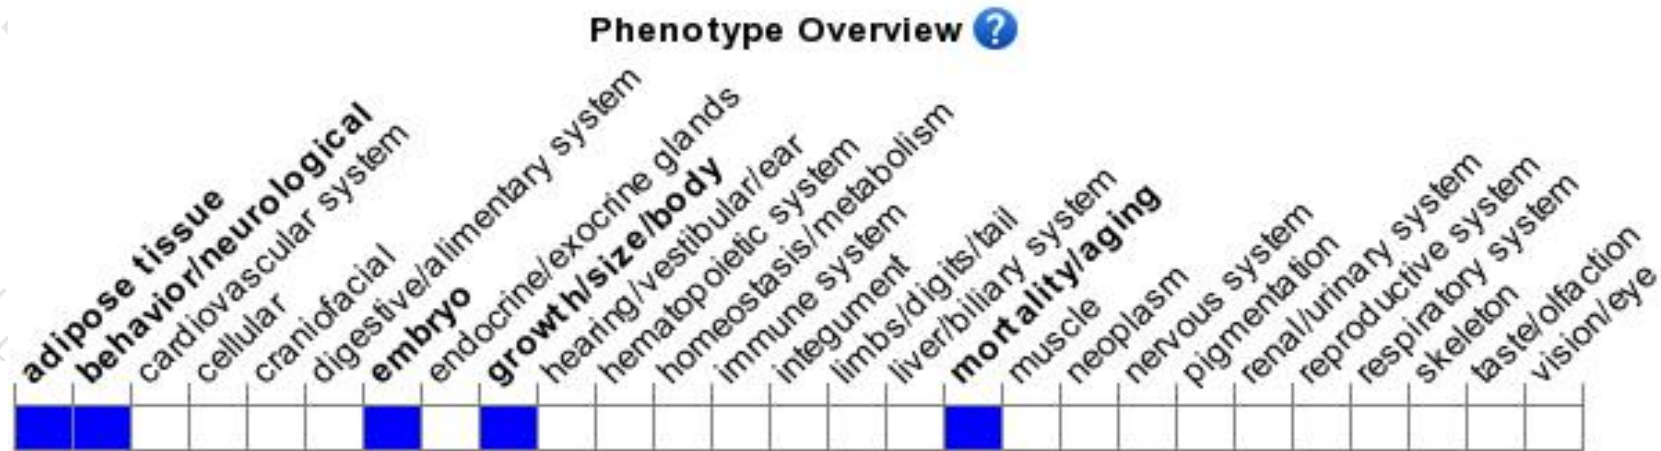 Phenotype Overview ?
adipose tissue
behavior/neurological
cardiovascular system
cellular
craniofacial
digestive/alimentary system
embryo
endocrine/exocrine glands
growth/size/body
hearing/vestibular/ear
hematopoietic system
homeostasis/metabolism
immune system
integument
limbs/digits/tail
liver/biliary system
mortality/aging
muscle
neoplasm
nervous system
pigmentation
renal/urinary system
reproductive system
respiratory system
skeleton
taste/olfaction
vision/eye